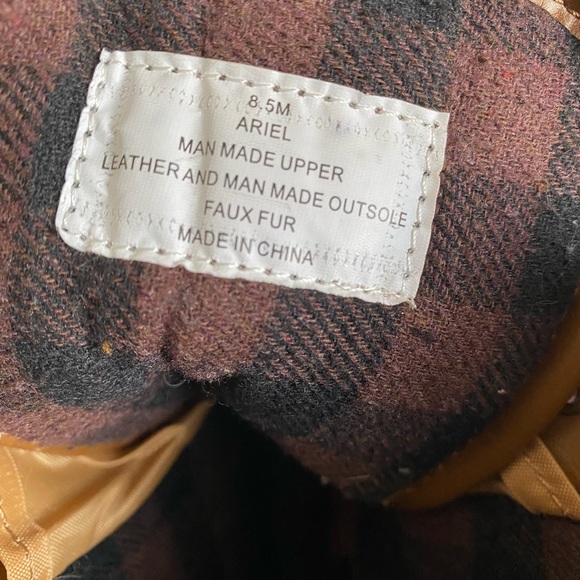 8.5M
ARIEL
MAN MADE UPPER
LEATHER AND MAN MADE OUTSOLE
FAUX FUR
MADE IN CHINA